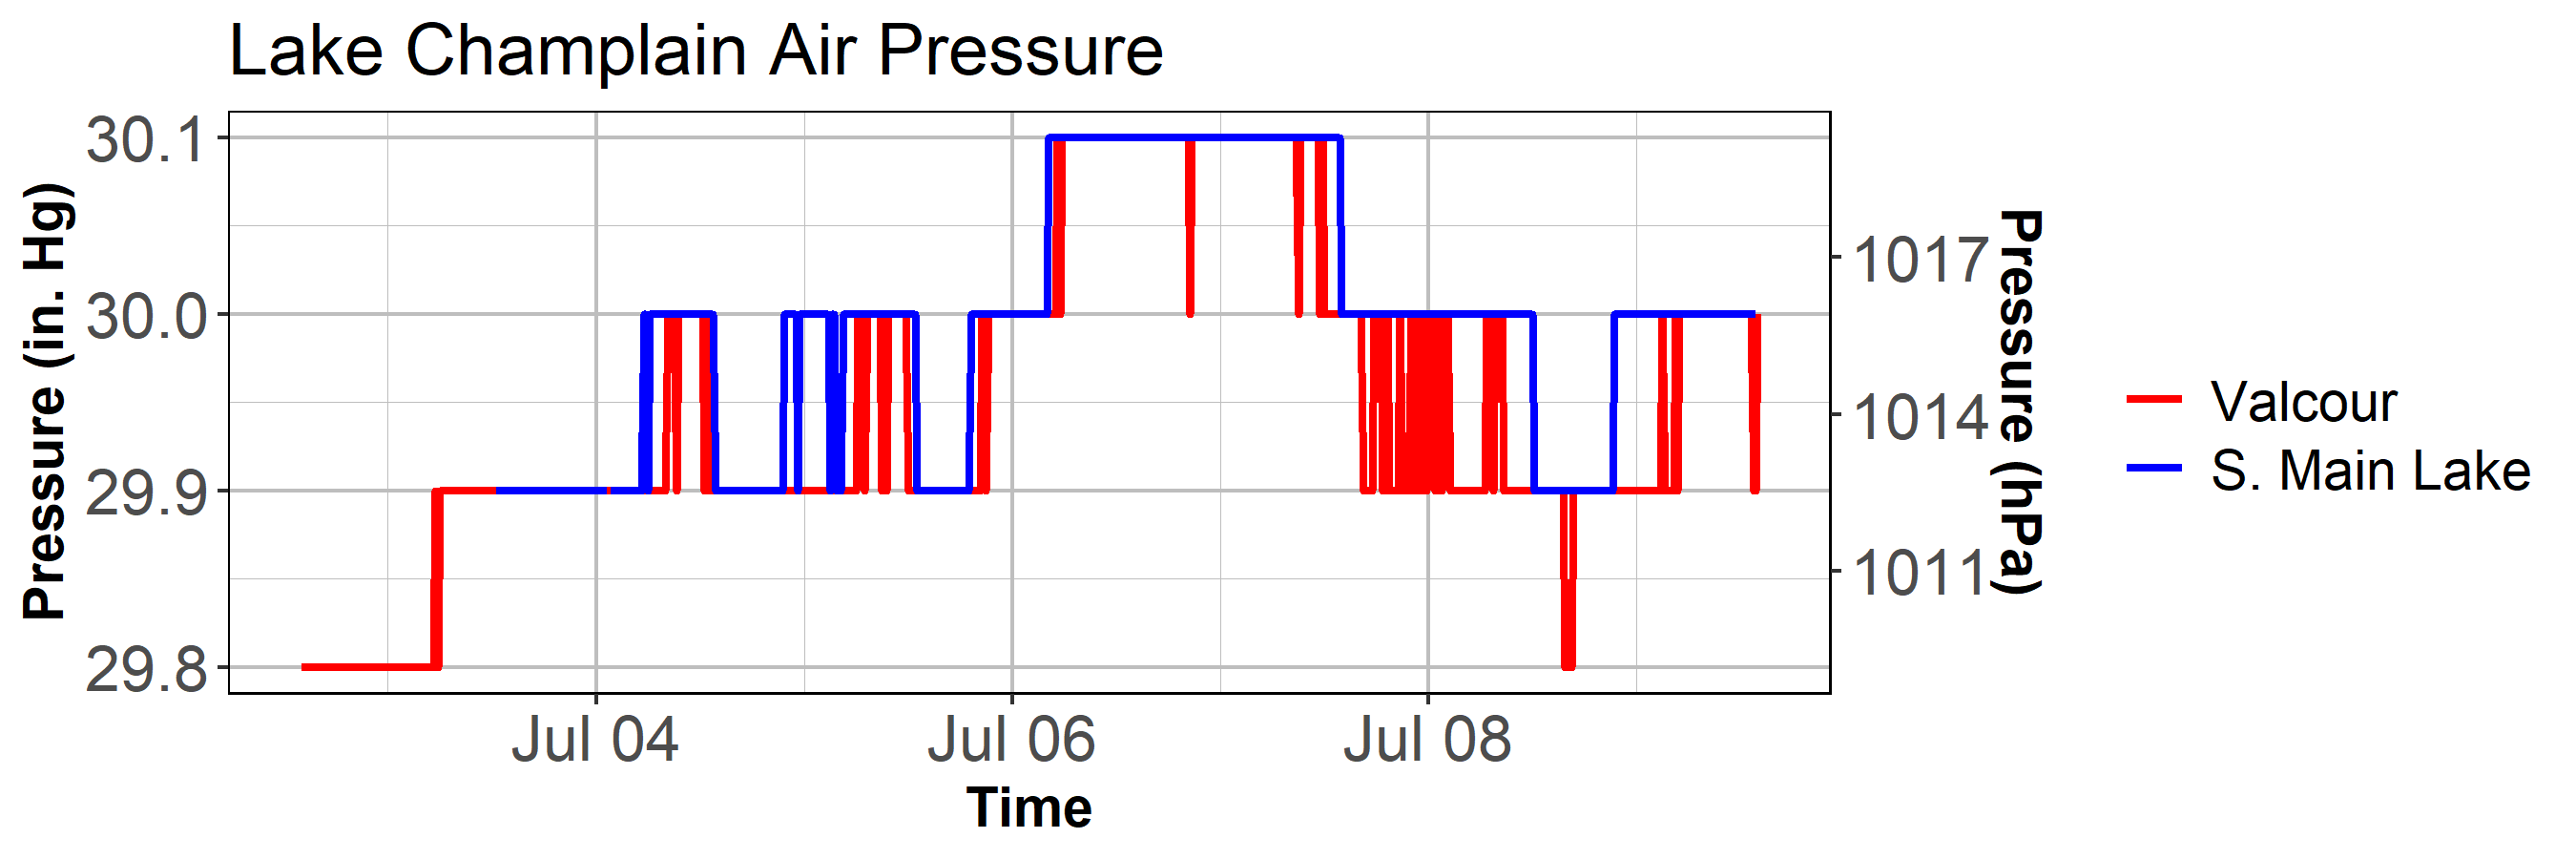 Lake Champlain Air Pressure
Pressure (in. Hg)
30.1
30.0
29.9
29.8
1017
1014
1011
Pressure (hPa)
Jul 04
Jul 06
Jul 08
Time
Valcour
S. Main Lake